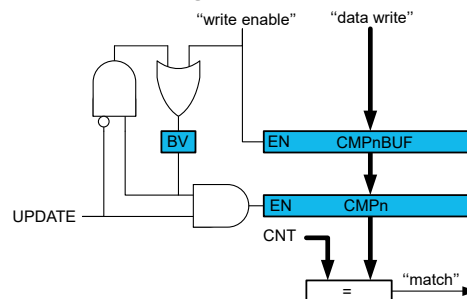 “write enable” “data write”
BV EN CMPnBUF
EN CMPn
UPDATE
CNT
“match”
=